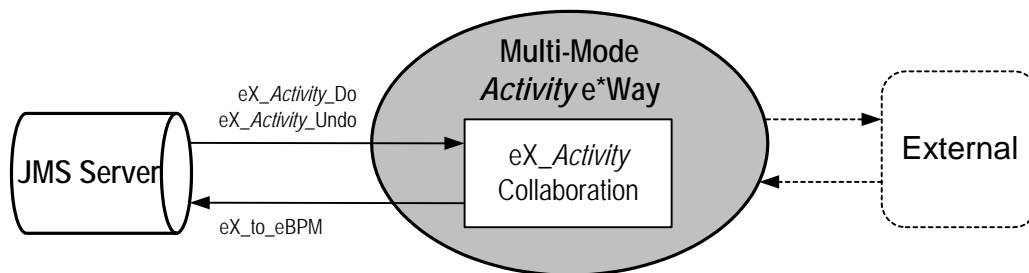 Multi-Mode
Activity e*Way
eX_Activity_Do
eX_Activity_Undo
JMS Server
eX_Activity
Collaboration
External
eX_to_eBPM